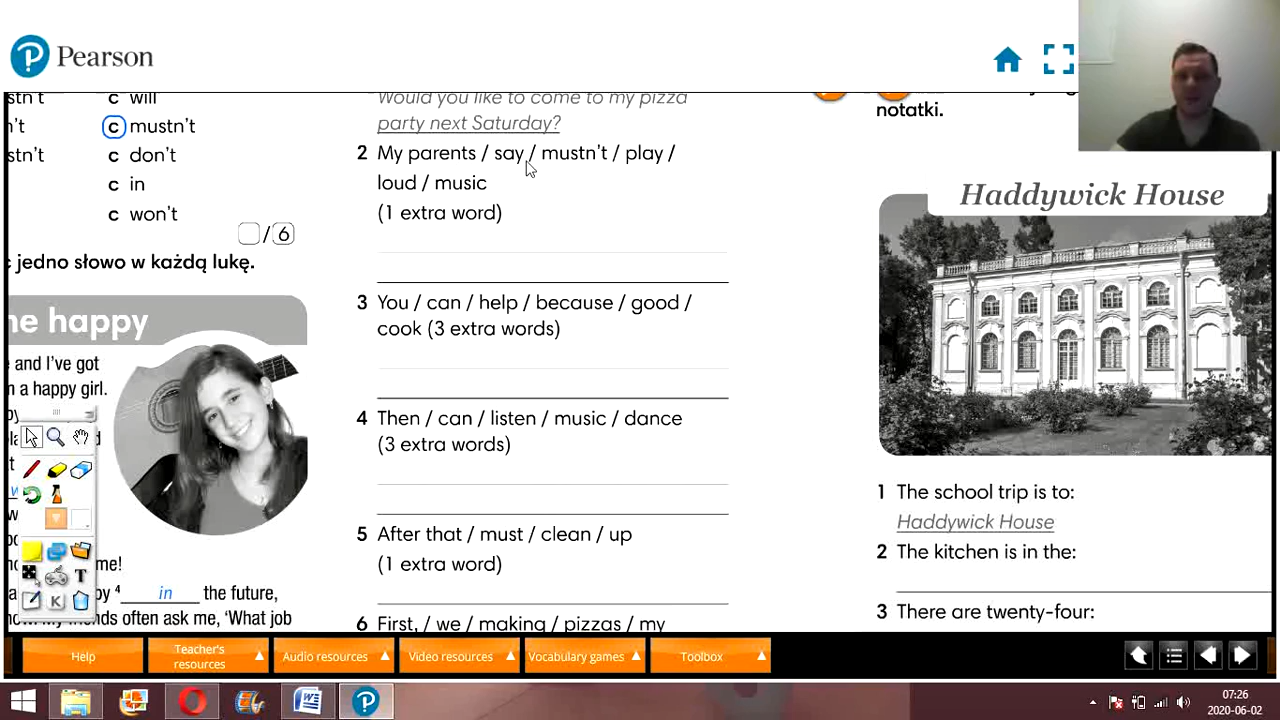 Pearson
stn't
c will
n't
c mustn't
stn't
c don't
c in
c won't
/ 6
c jedno słowo w każdą lukę.
ne happy
e and I've got
n a happy girl.
me!
by 4 in the future,
ds often ask me, 'What job
Would you like to come to my pizza
party next Saturday?
2 My parents / say / mustn't / play /
loud / music
(1 extra word)
3 You / can / help / because / good /
cook (3 extra words)
4 Then / can / listen / music / dance
(3 extra words)
5 After that / must / clean / up
(1 extra word)
6 First, / we / making / pizzas / my
notatki.
Haddywick House
1 The school trip is to:
Haddywick House
2 The kitchen is in the:
3 There are twenty-four:
T
K
Help
Teacher's
resources
Audio resources
Video resources
Vocabulary games
Toolbox
07:26
2020-06-02